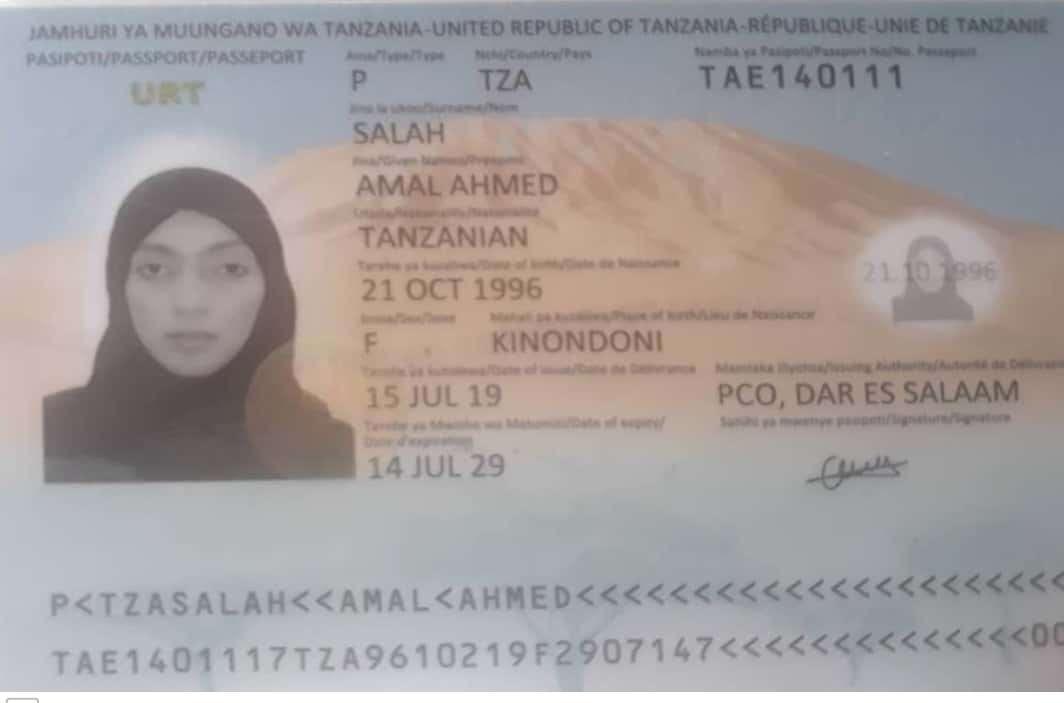 JAMHURI YA MUUNGANO WA TANZANIA-UNITED REPUBLIC OF TANZANIA-RÉPUBLIQUE-UNIE DE TANZANIE
PASIPOTI/PASSPORT/PASSEPORT
URT
Aina/Type/Type Nchi/Country/Pays Namba ya Pasipoti/Passport No/No. Passeport
P TZA TAE140111
Jina la ukoo/Surname/Nom
SALAH
Jina/Given Names/Prénoms
AMAL AHMED
Utaifa/Nationality/Nationalité
TANZANIAN
Tarehe ya kuzaliwa/Date of birth/Date de Naissance
21 OCT 1996
21.10.1996
Jinsia/Sex/Sexe Mahali pa kuzaliwa/Place of birth/Lieu de Naissance
F KINONDONI
Tarehe ya kutolewa/Date of issue/Date de Délivrance Mamlaka Iliyotoa/Issuing Authority/Autorité de Délivran
15 JUL 19 PCO, DAR ES SALAAM
Tarehe ya Mwisho wa Matumizi/Date of expiry/ Sahihi ya mwenye pasipoti/Signature/Signature
Date d'expiration
14 JUL 29
P<TZASALAH<<AMAL<AHMED<<<<<<<<<<<<<<<<<<<<<
TAE1401117TZA9610219F2907147<<<<<<<<<<<<<<00